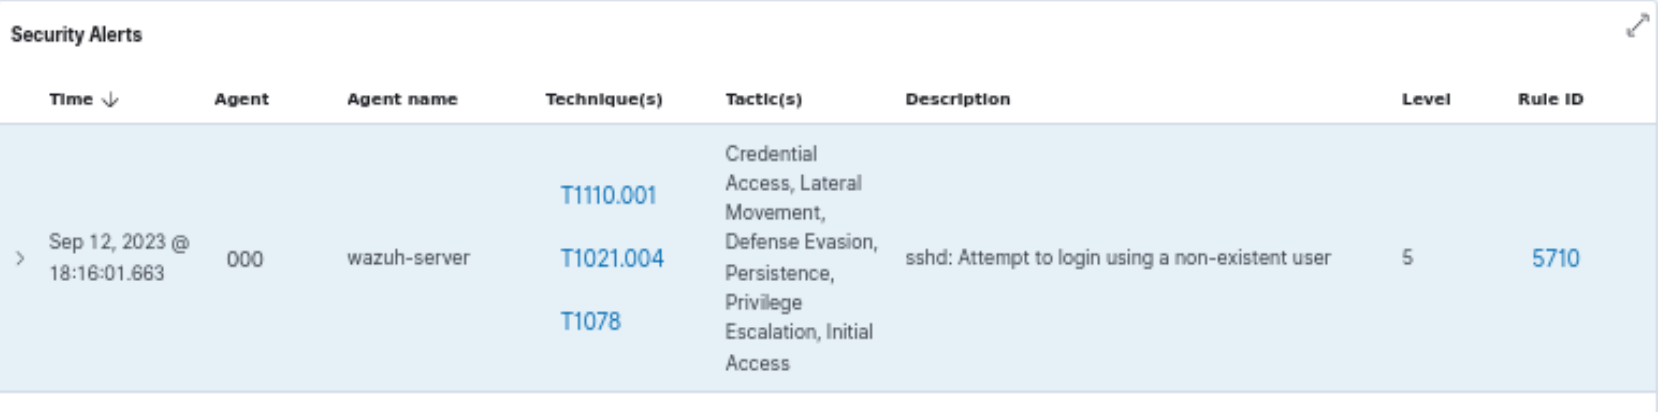 Security Alerts
Time Agent Agent name Technique(s) Tactic(s) Description Level Rule ID
Sep 12, 2023 @
18:16:01.663
000
wazuh-server
T1110.001
T1021.004
T1078
Credential
Access, Lateral
Movement,
Defense Evasion,
Persistence,
Privilege
Escalation, Initial
Access
sshd: Attempt to login using a non-existent user
5
5710